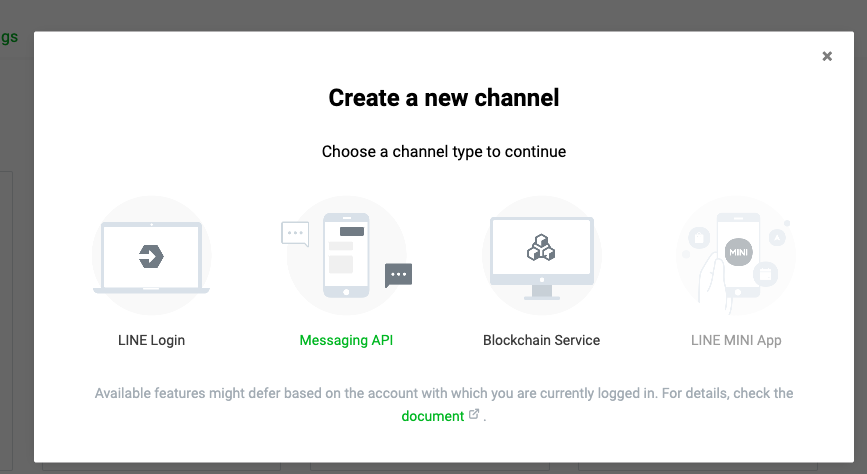 gs
×
Create a new channel
Choose a channel type to continue
MINI
LINE Login
Messaging API
Blockchain Service
LINE MINI App
Available features might defer based on the account with which you are currently logged in. For details, check the
document .